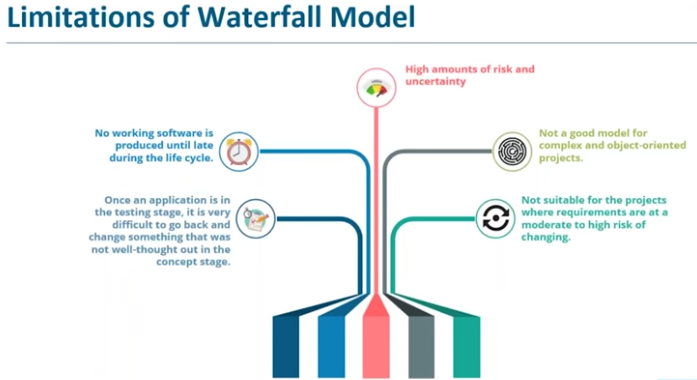 Limitations of Waterfall Model
High amounts of risk and
uncertainty
No working software is
produced until late
during the life cycle.
Not a good model for
complex and object-oriented
projects.
Once an application is in
the testing stage, it is very
difficult to go back and
change something that was
not well-thought out in the
concept stage.
Not suitable for the projects
where requirements are at a
moderate to high risk of
changing.